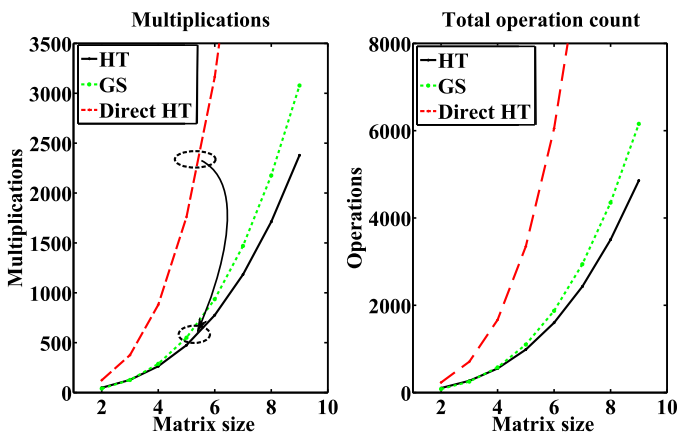 Multiplications
3500
3000
2500
2000
1500
1000
500
0
2 4 6 8 10
Matrix size
Multiplications
HT
GS
Direct HT
Total operation count
8000
6000
4000
2000
0
2 4 6 8 10
Matrix size
Operations
HT
GS
Direct HT